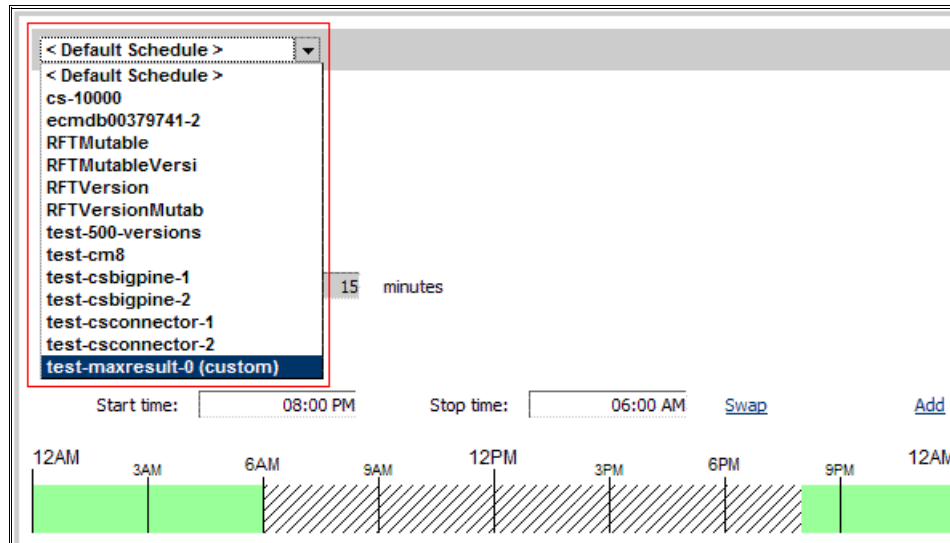 < Default Schedule >
< Default Schedule >
cs-10000
ecmdb00379741-2
RFTMutable
RFTMutableVersi
RFTVersion
RFTVersionMutab
test-500-versions
test-cm8
test-csbigpine-1
15 minutes
test-csbigpine-2
test-csconnector-1
test-csconnector-2
test-maxresult-0 (custom)
Start time: 08:00 PM Stop time: 06:00 AM Swap Add
12AM 3AM 6AM 9AM 12PM 3PM 6PM 9PM 12AM